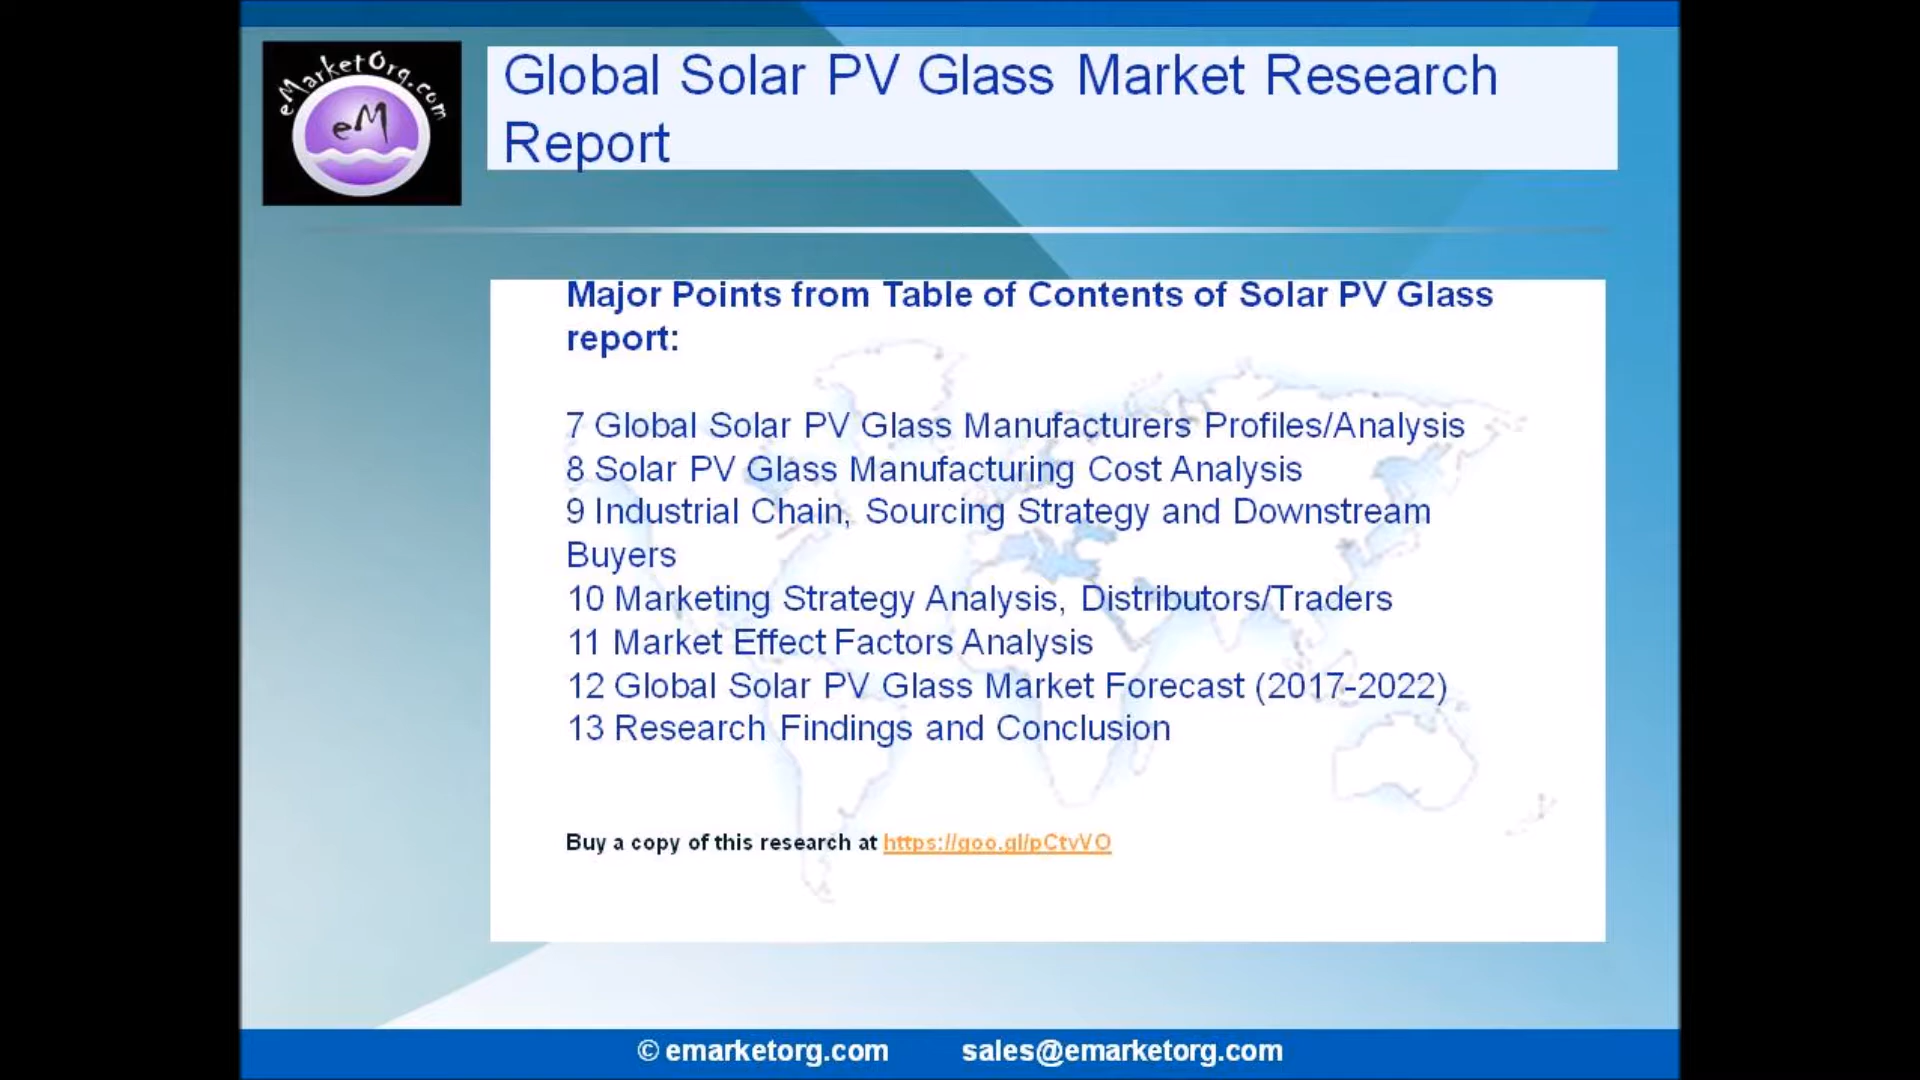 eMarketOrg.com
eM
Global Solar PV Glass Market Research
Report
Major Points from Table of Contents of Solar PV Glass
report:
7 Global Solar PV Glass Manufacturers Profiles/Analysis
8 Solar PV Glass Manufacturing Cost Analysis
9 Industrial Chain, Sourcing Strategy and Downstream
Buyers
10 Marketing Strategy Analysis, Distributors/Traders
11 Market Effect Factors Analysis
12 Global Solar PV Glass Market Forecast (2017-2022)
13 Research Findings and Conclusion
Buy a copy of this research at https://goo.gl/pCtvVO
© emarketorg.com sales@emarketorg.com